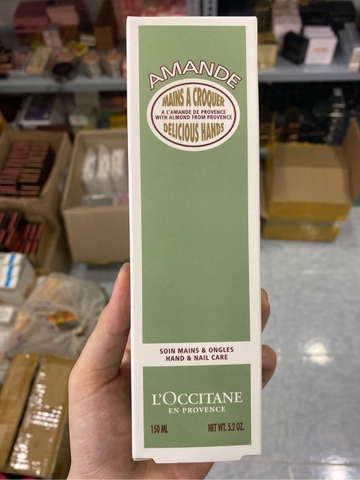 AMANDE
MAINS A CROQUER
A L'AMANDE DE PROVENCE
WITH ALMOND FROM PROVENCE
DELICIOUS HANDS
SOIN MAINS & ONGLES
HAND & NAIL CARE
L'OCCITANE
EN PROVENCE
150 ML NET WT. 5.2 OZ.